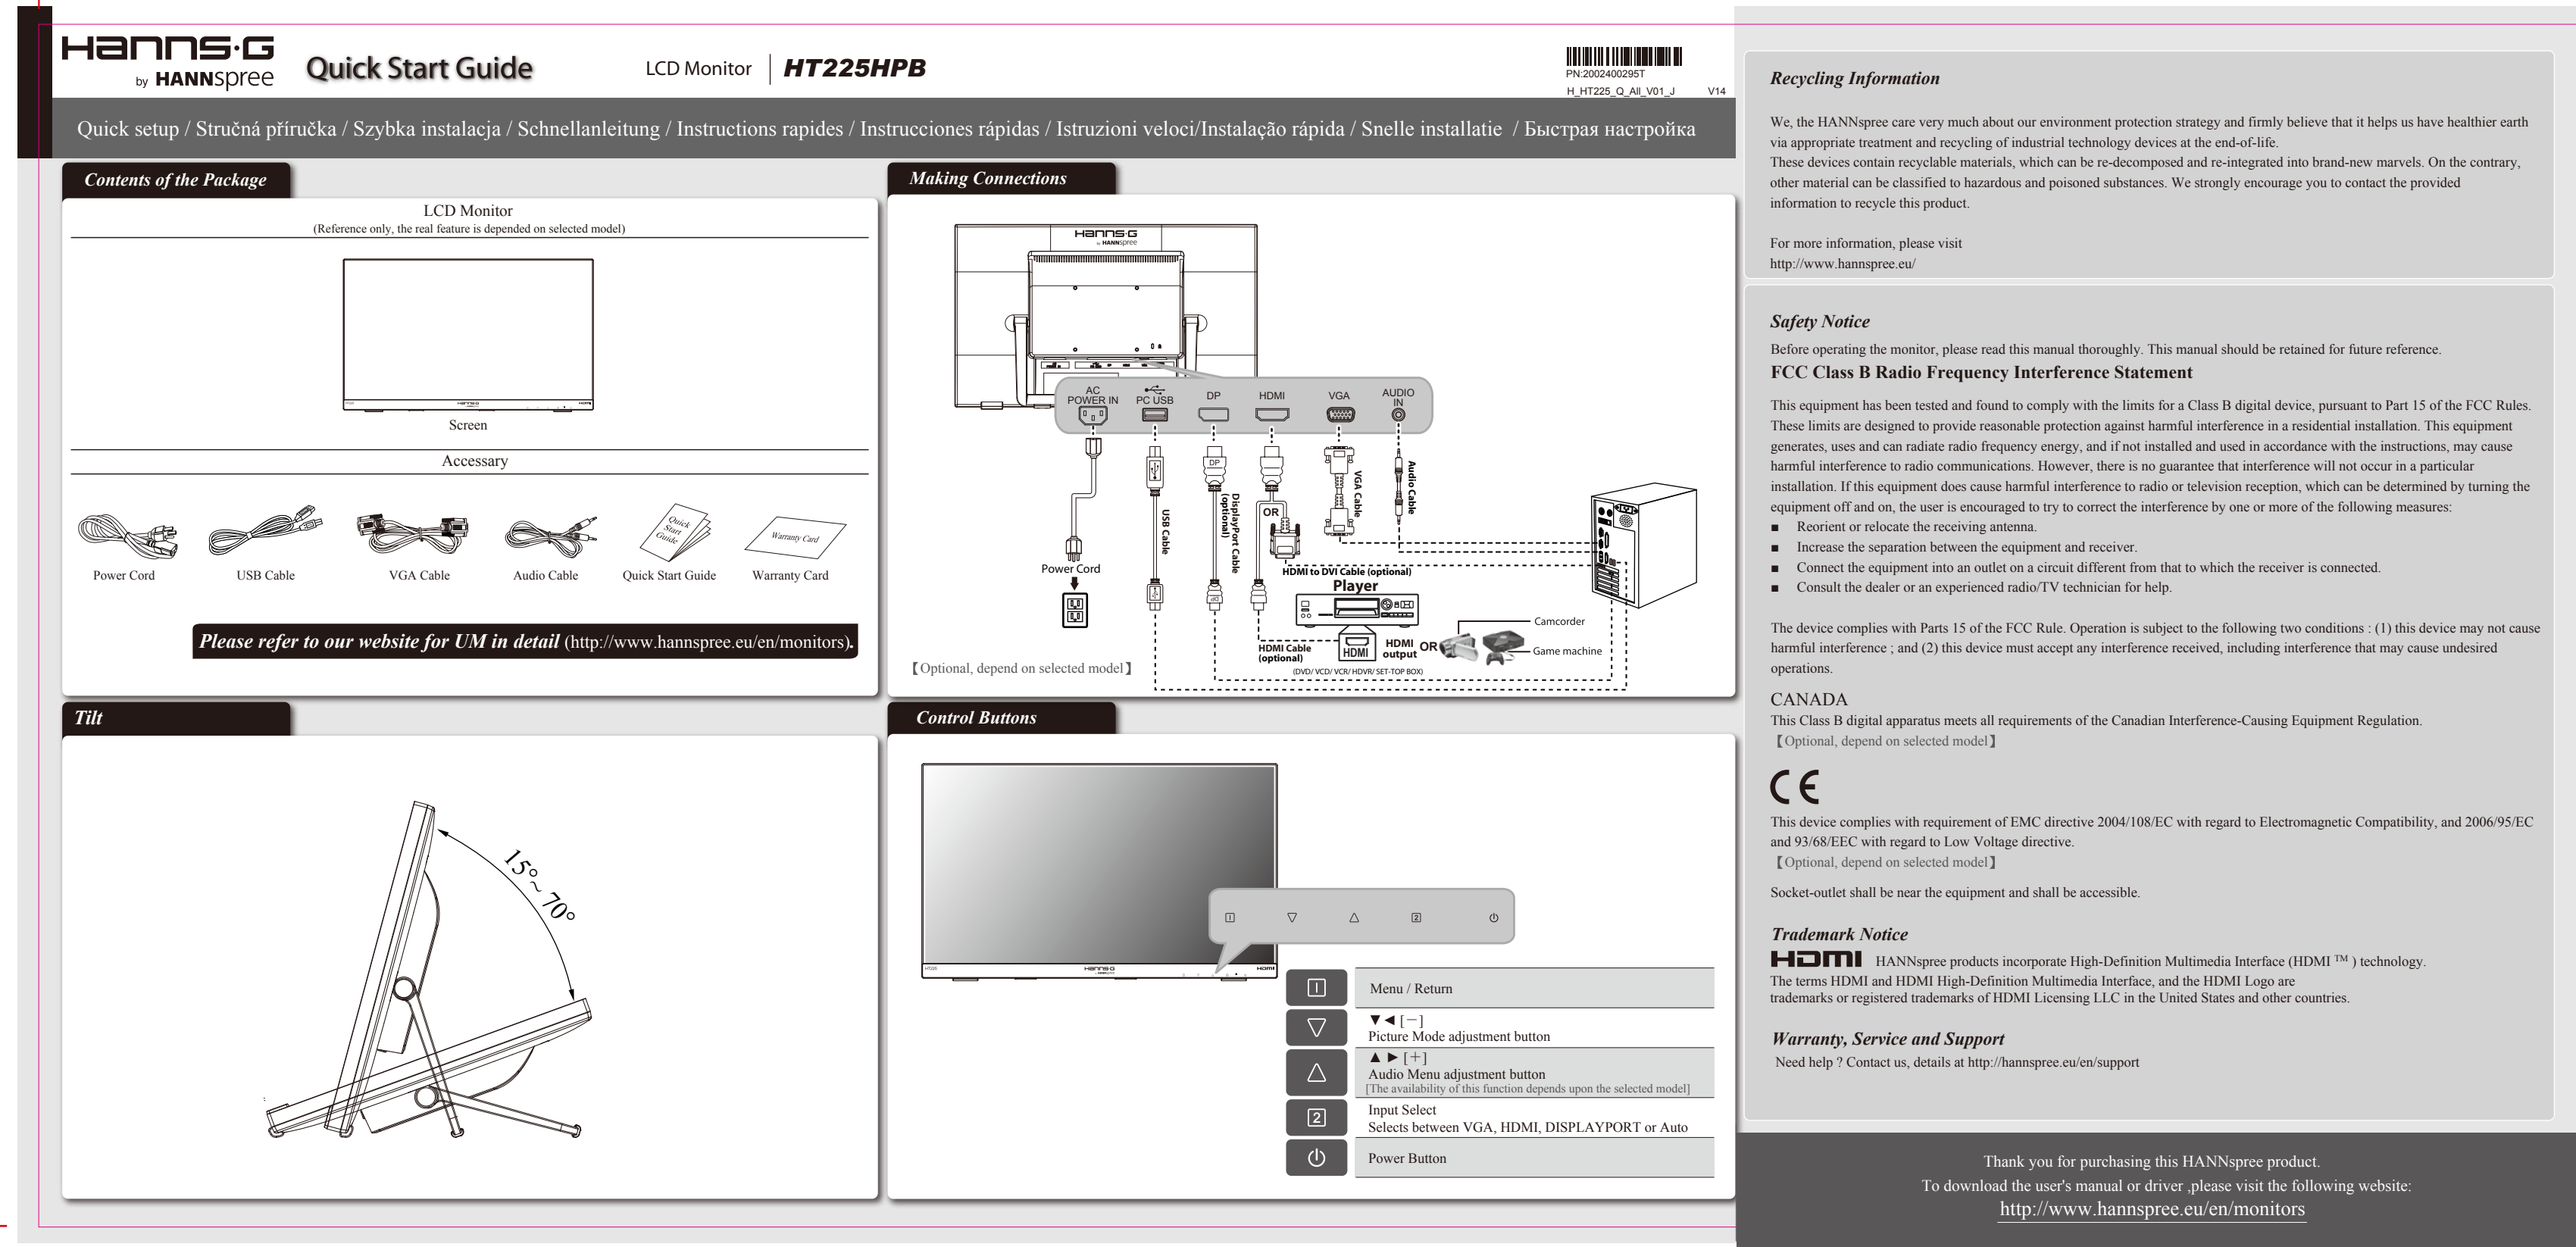 Hanns·G
by HANNspree
Quick Start Guide
LCD Monitor
HT225HPB
PN:2002400295T
H_HT225_Q_All_V01_J V14
Quick setup / Stručná příručka / Szybka instalacja / Schnellanleitung / Instructions rapides / Instrucciones rápidas / Istruzioni veloci/Instalação rápida / Snelle installatie / Быстрая настройка
Contents of the Package
LCD Monitor
(Reference only, the real feature is depended on selected model)
Screen
Accessary
Quick
Start
Guide
Warranty Card
Power Cord
USB Cable
VGA Cable
Audio Cable
Quick Start Guide
Warranty Card
Please refer to our website for UM in detail (http://www.hannspree.eu/en/monitors).
Making Connections
Hanns·G
by HANNspree
AC
POWER IN
PC USB
DP
HDMI
VGA
AUDIO
IN
DP
USB Cable
DisplayPort Cable
(optional)
OR
VGA Cable
Audio Cable
Power Cord
HDMI to DVI Cable (optional)
Player
DP
HDMI Cable
(optional)
HDMI
HDMI
output
OR
Camcorder
Game machine
(DVD/ VCD/ VCR/ HDVR/ SET-TOP BOX)
【Optional, depend on selected model】
Tilt
15°~ 70°
Control Buttons
HT225
Hanns·G
HDMI
1
2
Menu / Return
▼◄ [－]
Picture Mode adjustment button
▲ ► [＋]
Audio Menu adjustment button
[The availability of this function depends upon the selected model]
2
Input Select
Selects between VGA, HDMI, DISPLAYPORT or Auto
Power Button
Recycling Information
We, the HANNspree care very much about our environment protection strategy and firmly believe that it helps us have healthier earth
via appropriate treatment and recycling of industrial technology devices at the end-of-life.
These devices contain recyclable materials, which can be re-decomposed and re-integrated into brand-new marvels. On the contrary,
other material can be classified to hazardous and poisoned substances. We strongly encourage you to contact the provided
information to recycle this product.
For more information, please visit
http://www.hannspree.eu/
Safety Notice
Before operating the monitor, please read this manual thoroughly. This manual should be retained for future reference.
FCC Class B Radio Frequency Interference Statement
This equipment has been tested and found to comply with the limits for a Class B digital device, pursuant to Part 15 of the FCC Rules.
These limits are designed to provide reasonable protection against harmful interference in a residential installation. This equipment
generates, uses and can radiate radio frequency energy, and if not installed and used in accordance with the instructions, may cause
harmful interference to radio communications. However, there is no guarantee that interference will not occur in a particular
installation. If this equipment does cause harmful interference to radio or television reception, which can be determined by turning the
equipment off and on, the user is encouraged to try to correct the interference by one or more of the following measures:
■ Reorient or relocate the receiving antenna.
■ Increase the separation between the equipment and receiver.
■ Connect the equipment into an outlet on a circuit different from that to which the receiver is connected.
■ Consult the dealer or an experienced radio/TV technician for help.
The device complies with Parts 15 of the FCC Rule. Operation is subject to the following two conditions : (1) this device may not cause
harmful interference ; and (2) this device must accept any interference received, including interference that may cause undesired
operations.
CANADA
This Class B digital apparatus meets all requirements of the Canadian Interference-Causing Equipment Regulation.
【Optional, depend on selected model】
CE
This device complies with requirement of EMC directive 2004/108/EC with regard to Electromagnetic Compatibility, and 2006/95/EC
and 93/68/EEC with regard to Low Voltage directive.
【Optional, depend on selected model】
Socket-outlet shall be near the equipment and shall be accessible.
Trademark Notice
HDMI HANNspree products incorporate High-Definition Multimedia Interface (HDMI ™ ) technology.
The terms HDMI and HDMI High-Definition Multimedia Interface, and the HDMI Logo are
trademarks or registered trademarks of HDMI Licensing LLC in the United States and other countries.
Warranty, Service and Support
Need help ? Contact us, details at http://hannspree.eu/en/support
Thank you for purchasing this HANNspree product.
To download the user's manual or driver ,please visit the following website:
http://www.hannspree.eu/en/monitors